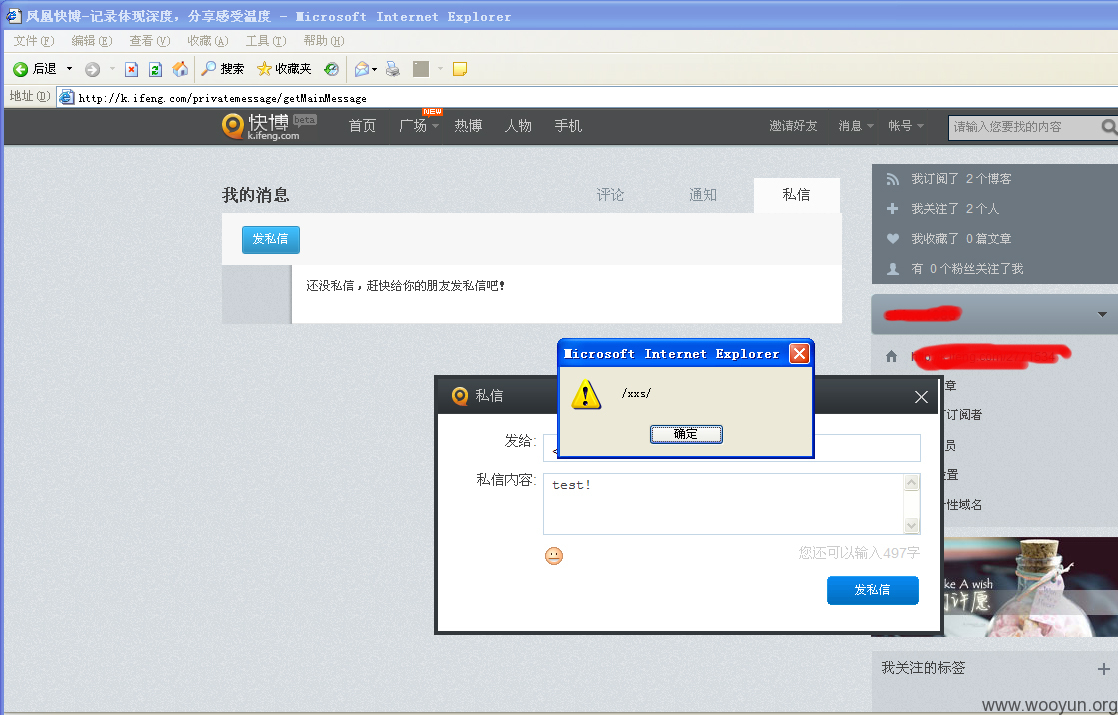 凤凰快博-记录体现深度，分享感受温度 - Microsoft Internet Explorer
文件(F) 编辑(E) 查看(V) 收藏(A) 工具(T) 帮助(H)
后退 搜索 收藏夹
地址(D) http://k.ifeng.com/privatemessage/getMainMessage
快博 beta k.ifeng.com 首页 广场 NEW 热博 人物 手机 邀请好友 消息 帐号 请输入您要找的内容
我的消息 评论 通知 私信
发私信
还没私信，赶快给你的朋友发私信吧！
我订阅了 2个博客
我关注了 2个人
我收藏了 0篇文章
有 0个粉丝关注了我
Microsoft Internet Explorer
/xxs/
确定
私信
发给: <
私信内容: test!
您还可以输入497字
发私信
章
订阅者
员
置
性域名
ke A wish
许愿
我关注的标签
www.wooyun.org